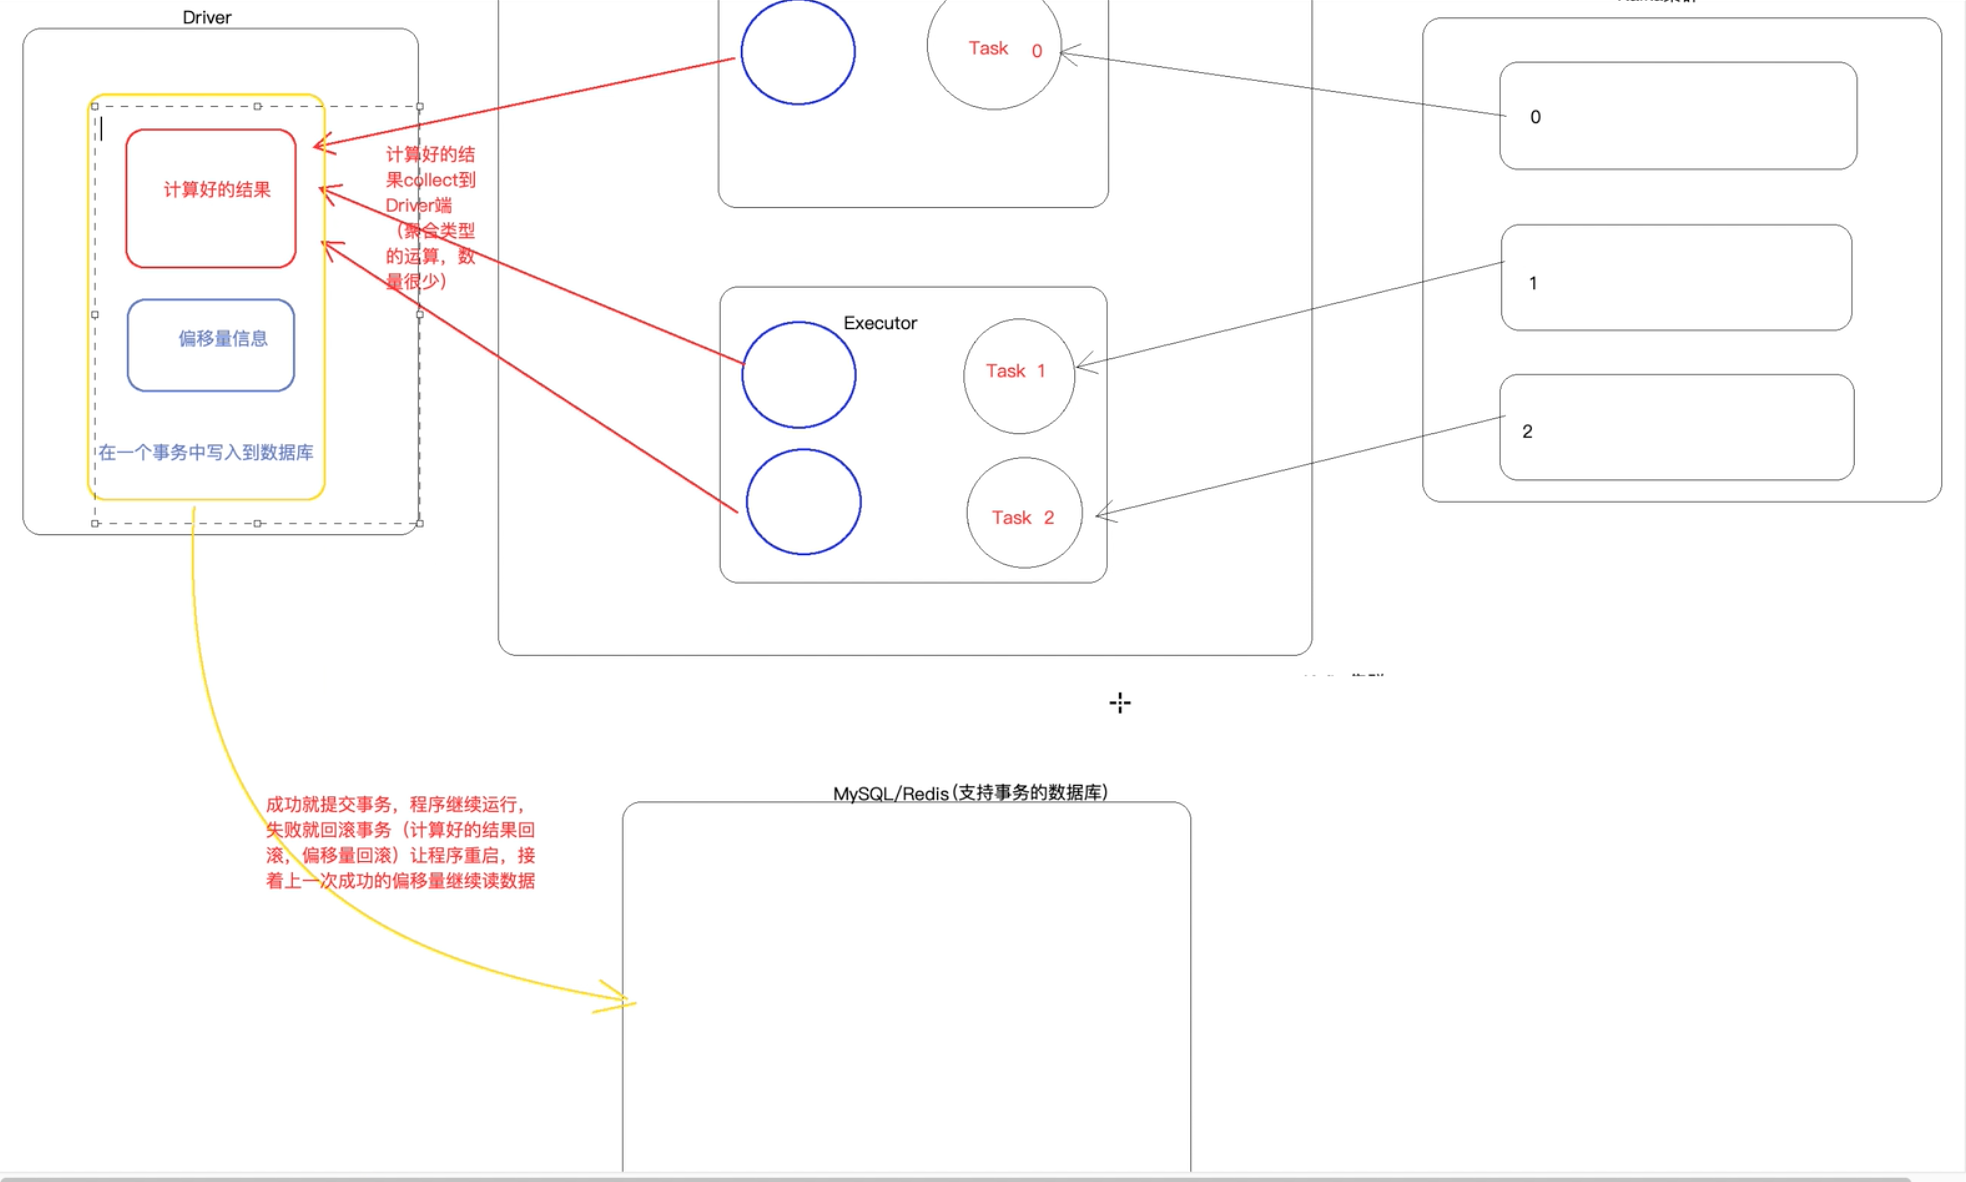 Driver
Task 0
0
计算好的结
果collect到
Driver端
（聚合类型
的运算，数
量很少）
计算好的结果
1
Executor
偏移量信息
Task 1
2
在一个事务中写入到数据库
Task 2
MySQL/Redis(支持事务的数据库)
成功就提交事务，程序继续运行，
失败就回滚事务（计算好的结果回
滚，偏移量回滚）让程序重启，接
着上一次成功的偏移量继续读数据